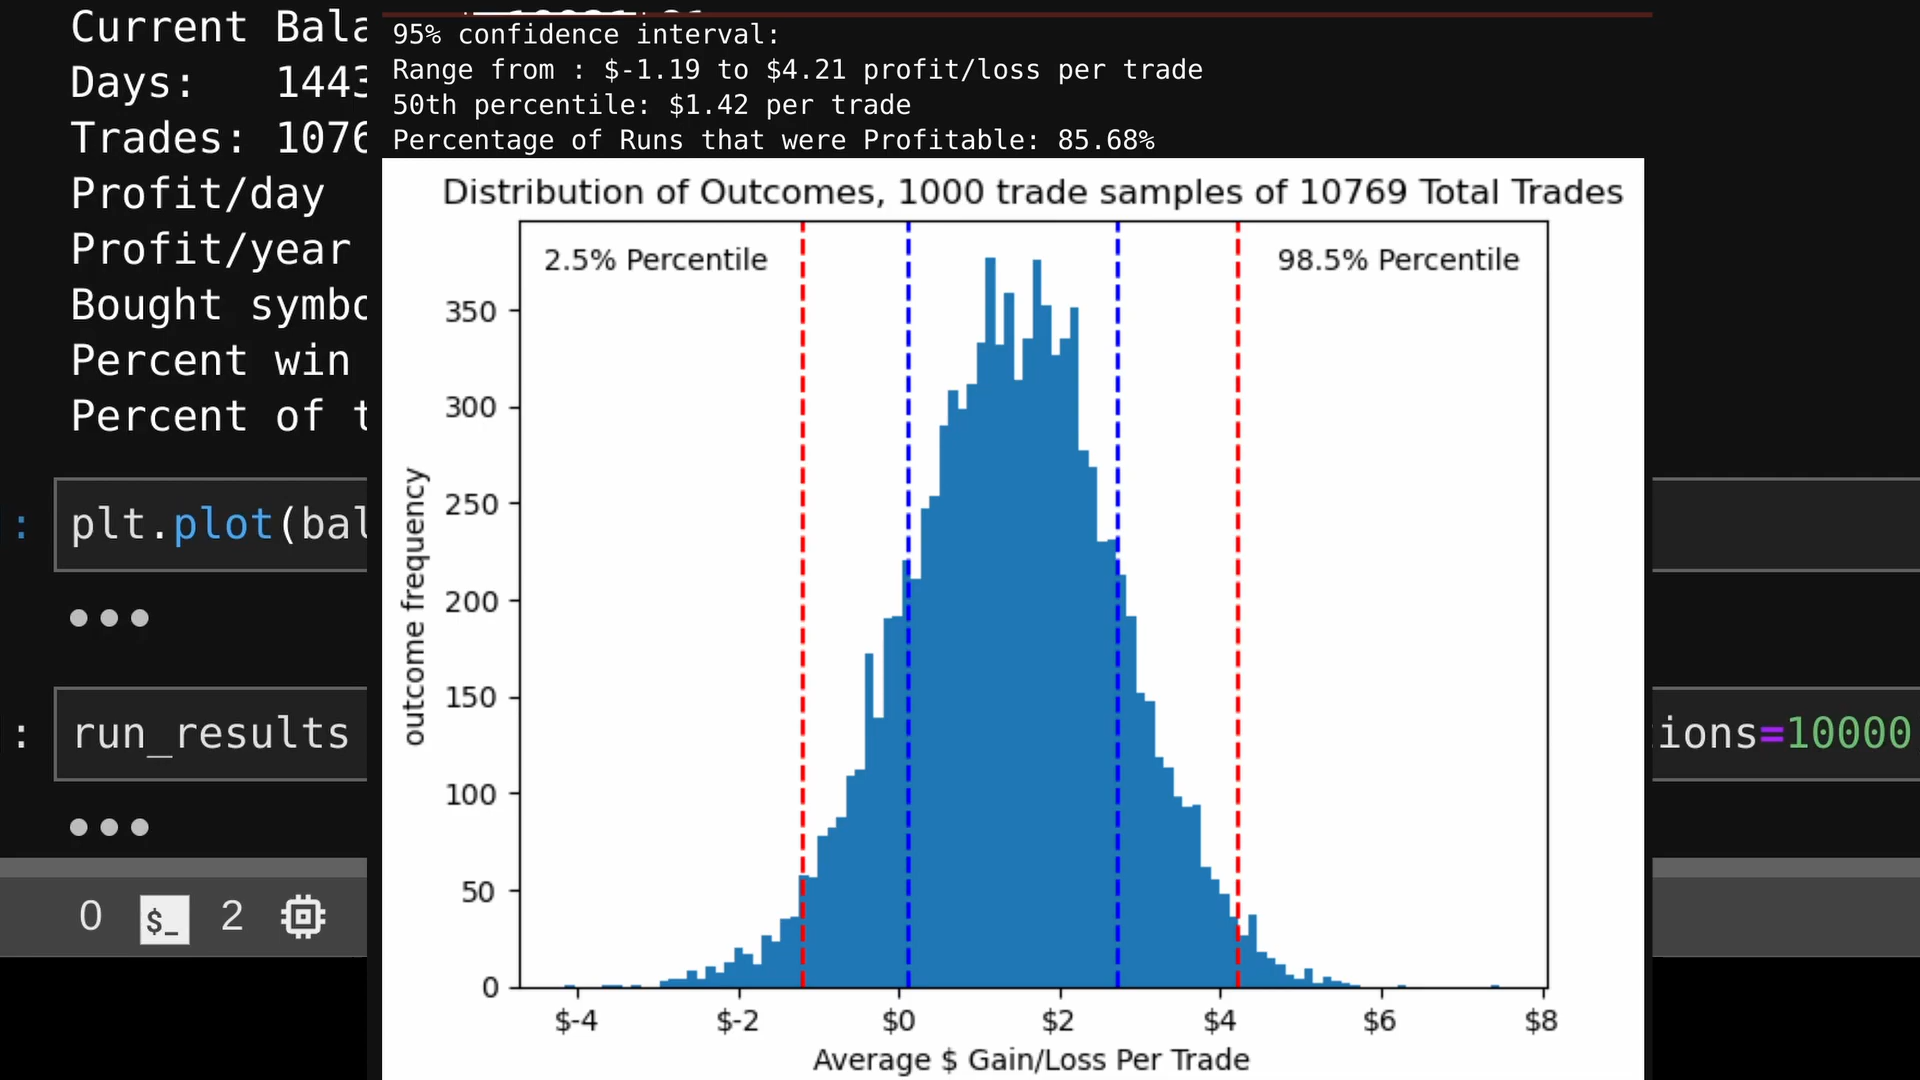 Current Bala
Days: 1443
Trades: 1076
Profit/day
Profit/year
Bought symbo
Percent win
Percent of t
: plt.plot(bal
: run_results
ions=10000
0 $_ 2
95% confidence interval:
Range from : $-1.19 to $4.21 profit/loss per trade
50th percentile: $1.42 per trade
Percentage of Runs that were Profitable: 85.68%
Distribution of Outcomes, 1000 trade samples of 10769 Total Trades
2.5% Percentile
98.5% Percentile
outcome frequency
350
300
250
200
150
100
50
0
$-4 $-2 $0 $2 $4 $6 $8
Average $ Gain/Loss Per Trade